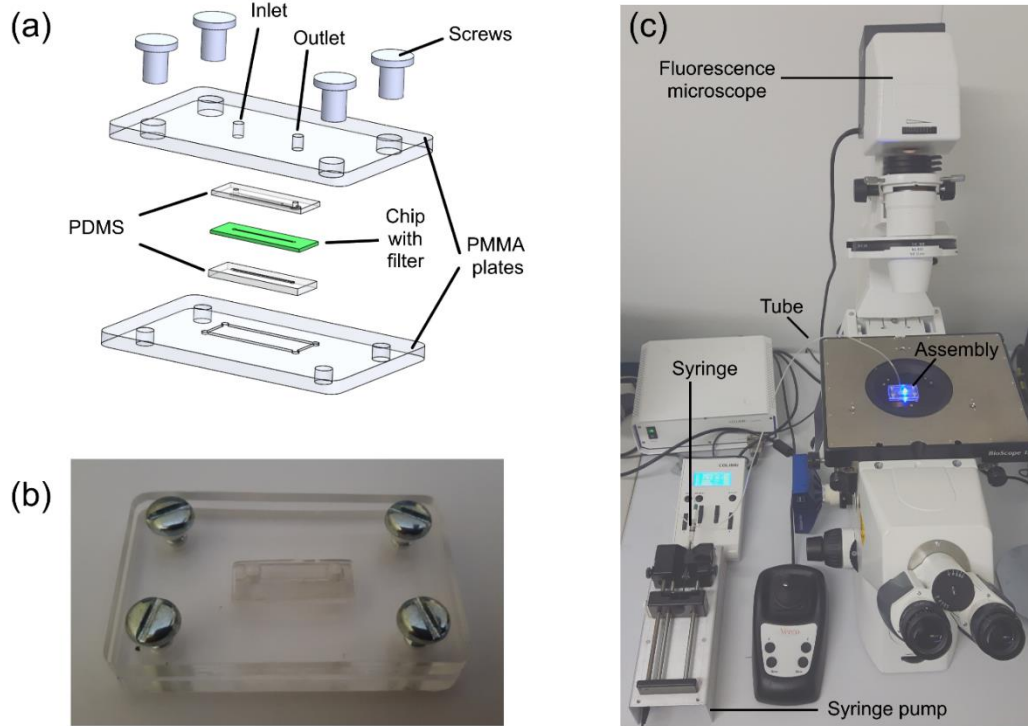 (a)
Inlet
Outlet
Screws
PDMS
Chip
with
filter
PMMA
plates
(b)
(c)
Fluorescence
microscope
Tube
Syringe
Assembly
Syringe pump